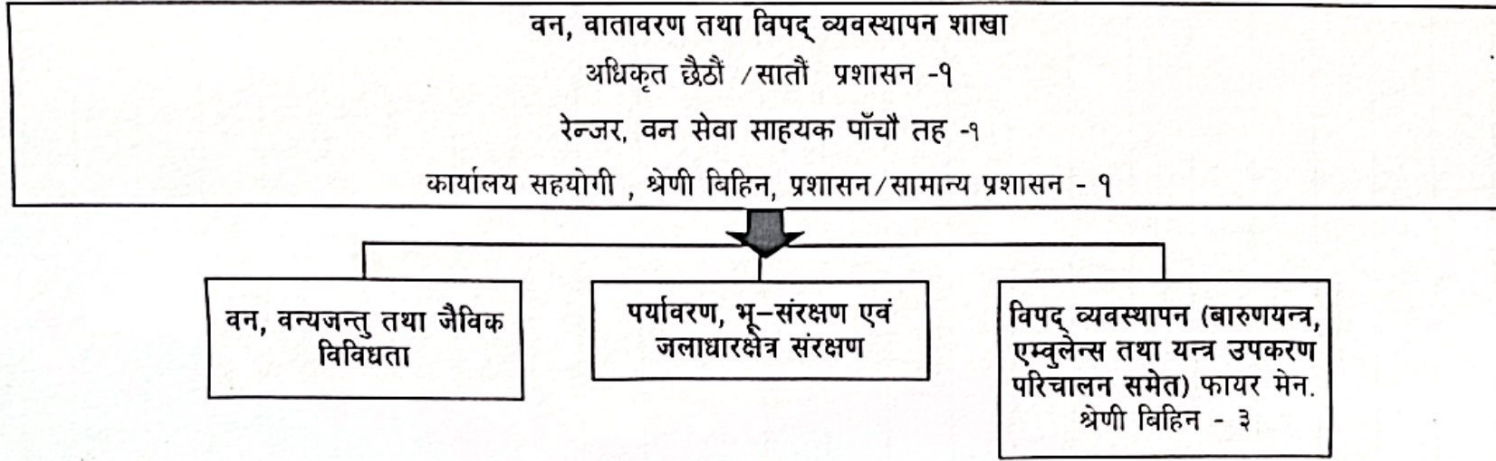 वन, वातावरण तथा विपद् व्यवस्थापन शाखा
अधिकृत छैठौं /सातौं प्रशासन -१
रेन्जर, वन सेवा साहयक पाँचौ तह -१
कार्यालय सहयोगी , श्रेणी विहिन, प्रशासन/सामान्य प्रशासन - १
वन, वन्यजन्तु तथा जैविक
विविधता
पर्यावरण, भू-संरक्षण एवं
जलाधारक्षेत्र संरक्षण
विपद् व्यवस्थापन (बारुणयन्त्र,
एम्वुलेन्स तथा यन्त्र उपकरण
परिचालन समेत) फायर मेन.
श्रेणी विहिन - ३